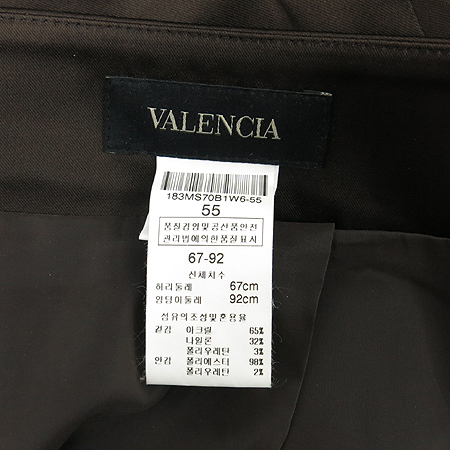 VALENCIA
183MS70B1W6-55
55
품질경영및공산품안전
관리법에의한품질표시
67-92
신체치수
허리둘레 67cm
엉덩이둘레 92cm
섬유의조성및혼용율
겉감 아크릴 65%
나일론 32%
폴리우레탄 3%
안감 폴리에스터 98%
폴리우레탄 2%